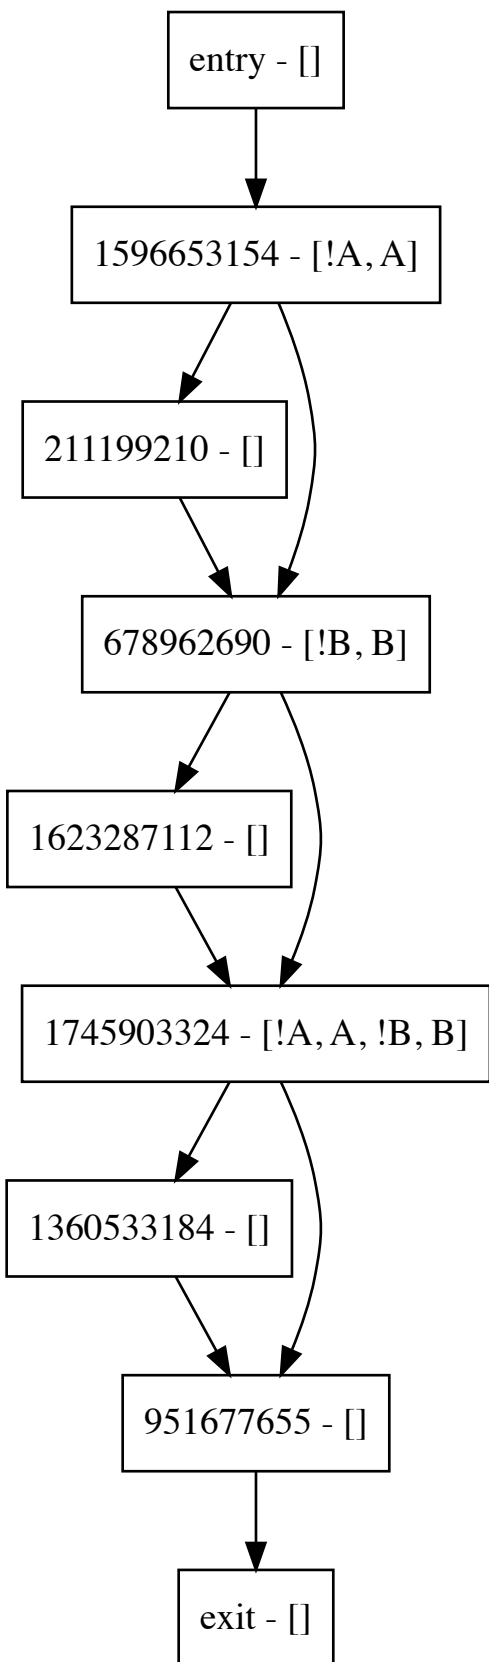 entry - []
1596653154 - [!A, A]
211199210 - []
678962690 - [!B, B]
1623287112 - []
1745903324 - [!A, A, !B, B]
1360533184 - []
951677655 - []
exit - []